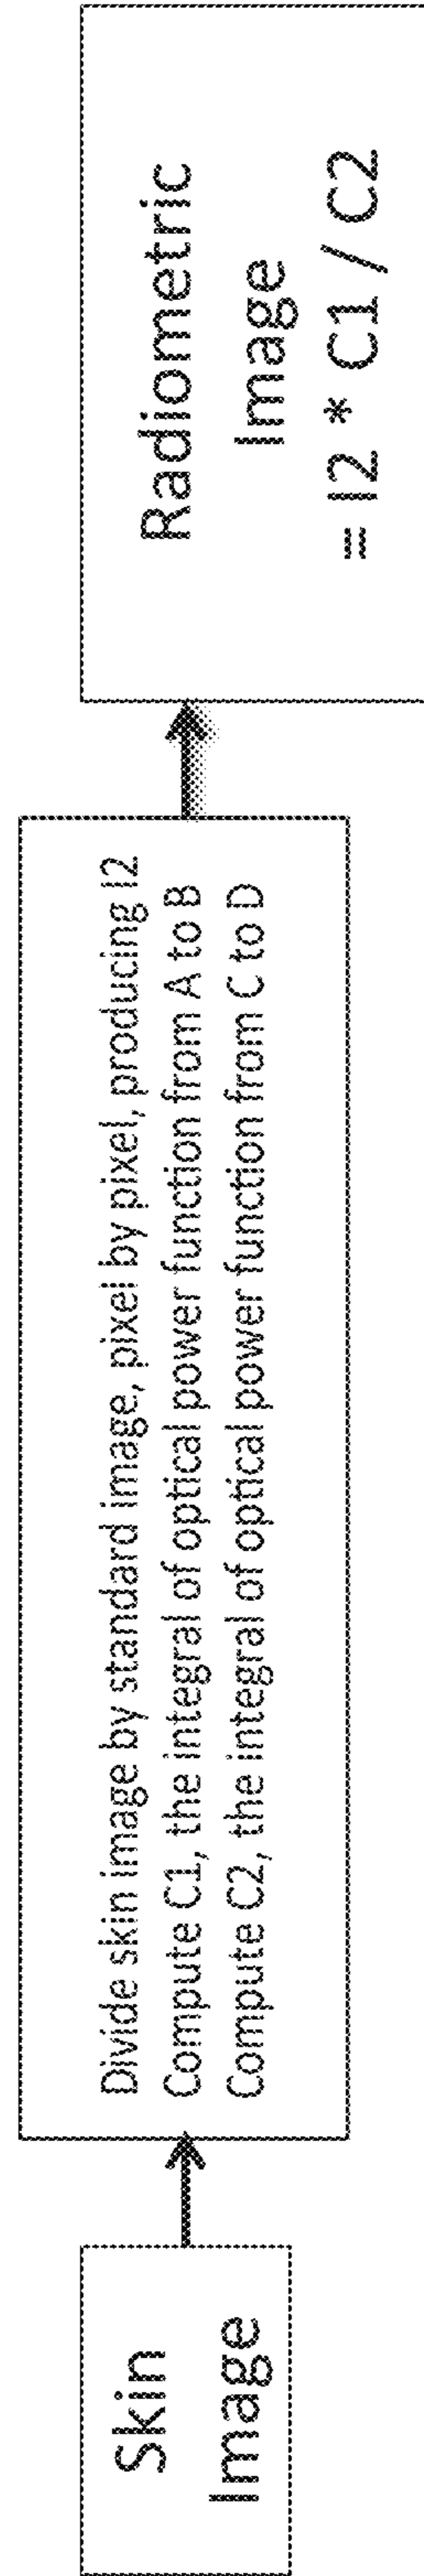 Skin
Image
Divide skin image by standard image, pixel by pixel, producing I2
Compute C1, the integral of optical power function from A to B
Compute C2, the integral of optical power function from C to D
Radiometric
Image
= I2 * C1 / C2